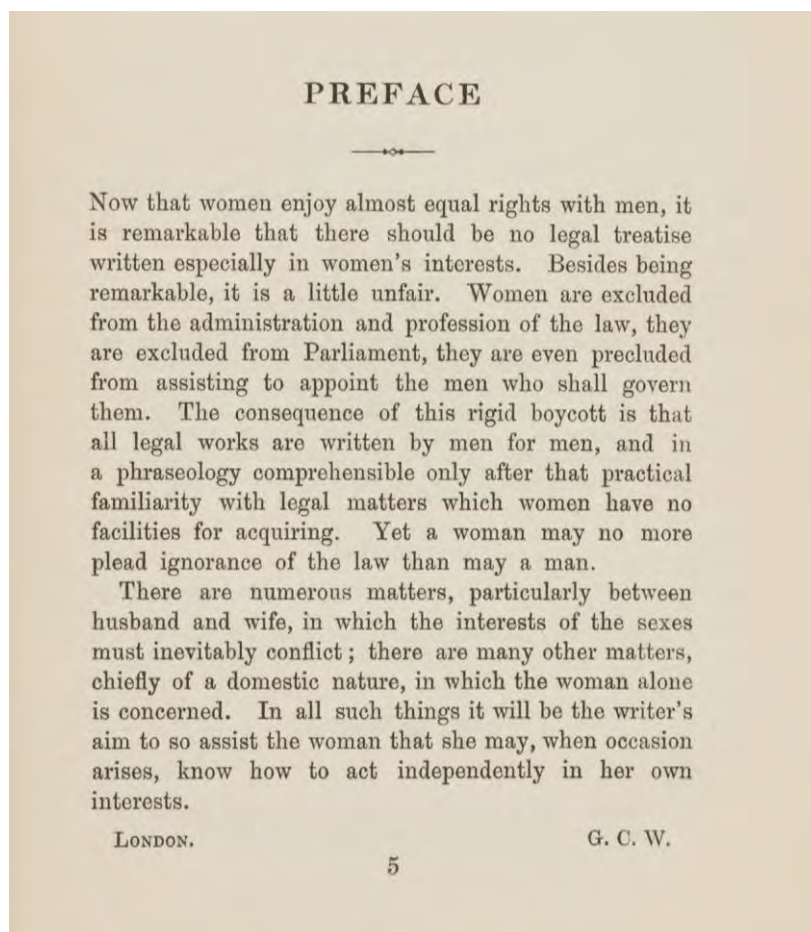 PREFACE
Now that women enjoy almost equal rights with men, it
is remarkable that there should be no legal treatise
written especially in women's interests. Besides being
remarkable, it is a little unfair. Women are excluded
from the administration and profession of the law, they
are excluded from Parliament, they are even precluded
from assisting to appoint the men who shall govern
them. The consequence of this rigid boycott is that
all legal works are written by men for men, and in
a phraseology comprehensible only after that practical
familiarity with legal matters which women have no
facilities for acquiring. Yet a woman may no more
plead ignorance of the law than may a man.
There are numerous matters, particularly between
husband and wife, in which the interests of the sexes
must inevitably conflict; there are many other matters,
chiefly of a domestic nature, in which the woman alone
is concerned. In all such things it will be the writer's
aim to so assist the woman that she may, when occasion
arises, know how to act independently in her own
interests.
LONDON. G. C. W.
5